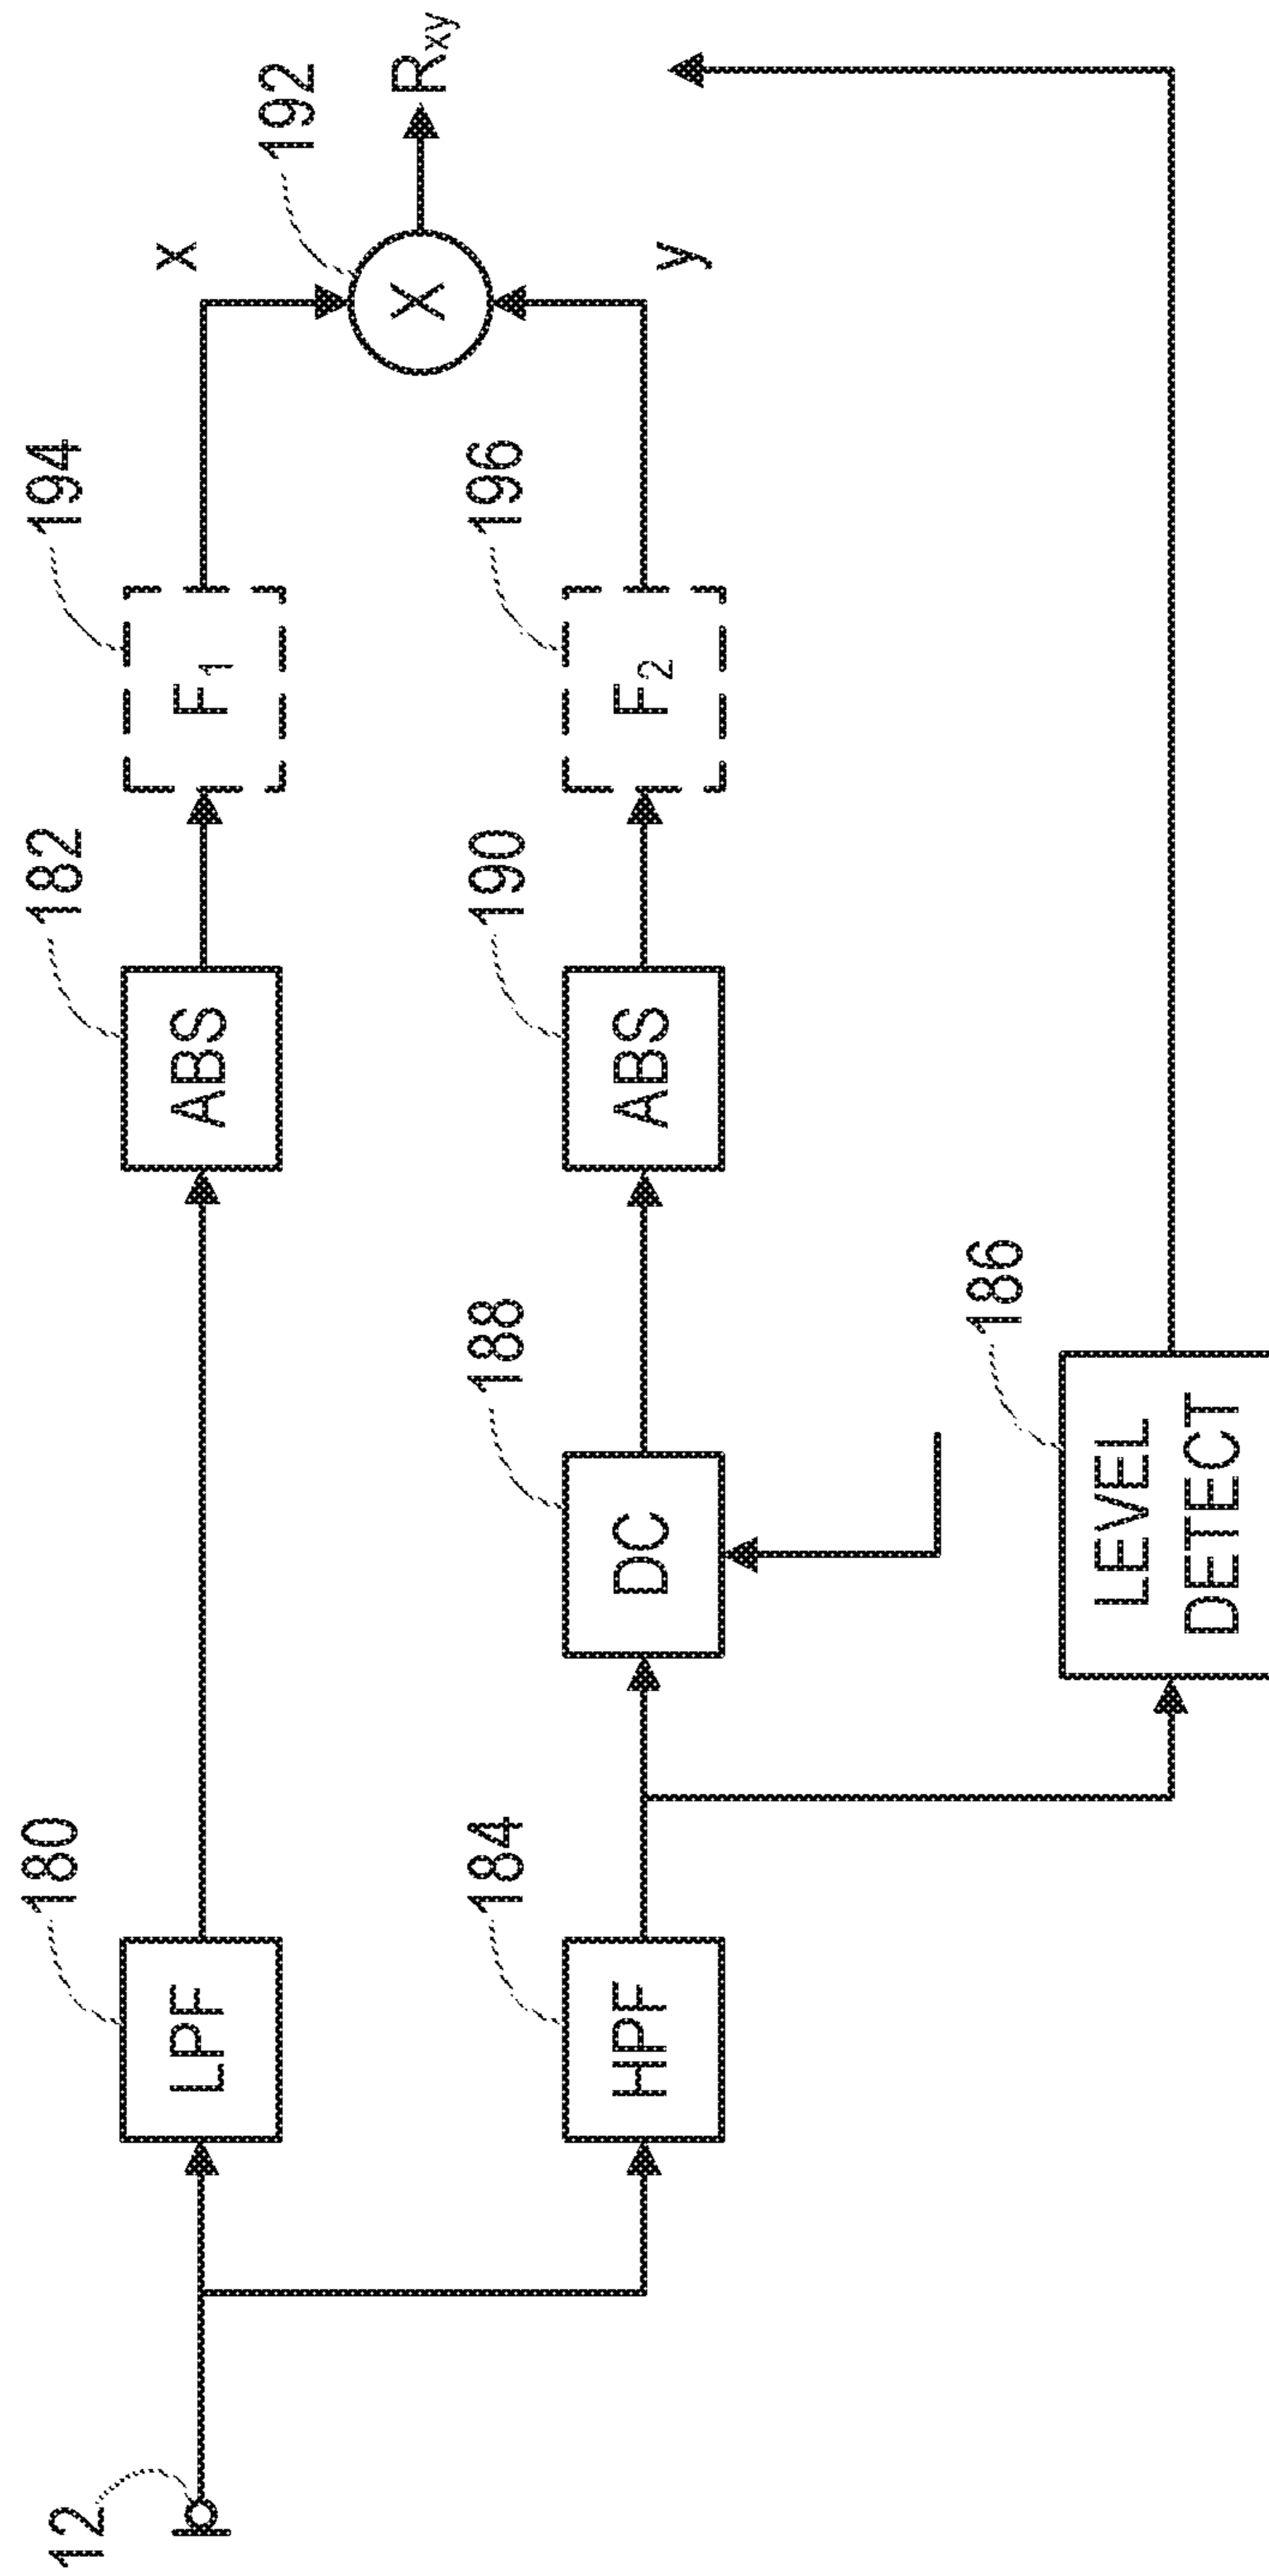 12
180
LPF
182
ABS
194
F₁
x
192
X
Rxy
184
HPF
188
DC
190
ABS
196
F₂
y
186
LEVEL
DETECT